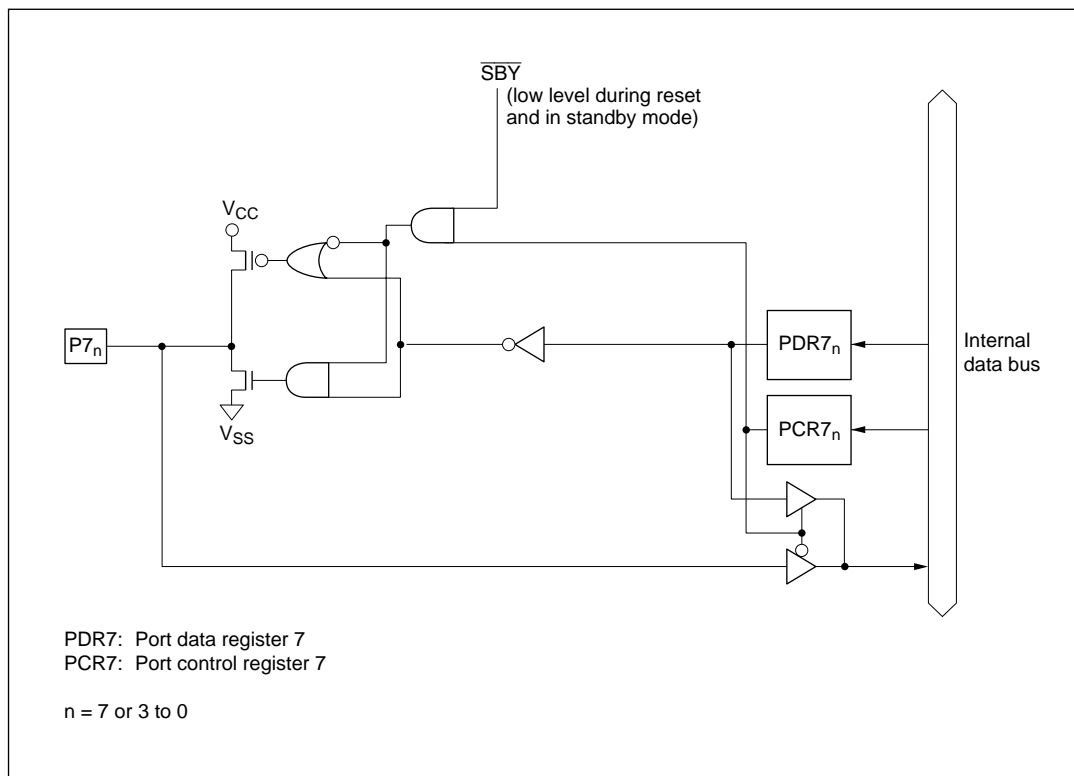 S̅B̅Y̅
(low level during reset
and in standby mode)
VCC
P7n
VSS
PDR7n
PCR7n
Internal
data bus
PDR7: Port data register 7
PCR7: Port control register 7
n = 7 or 3 to 0